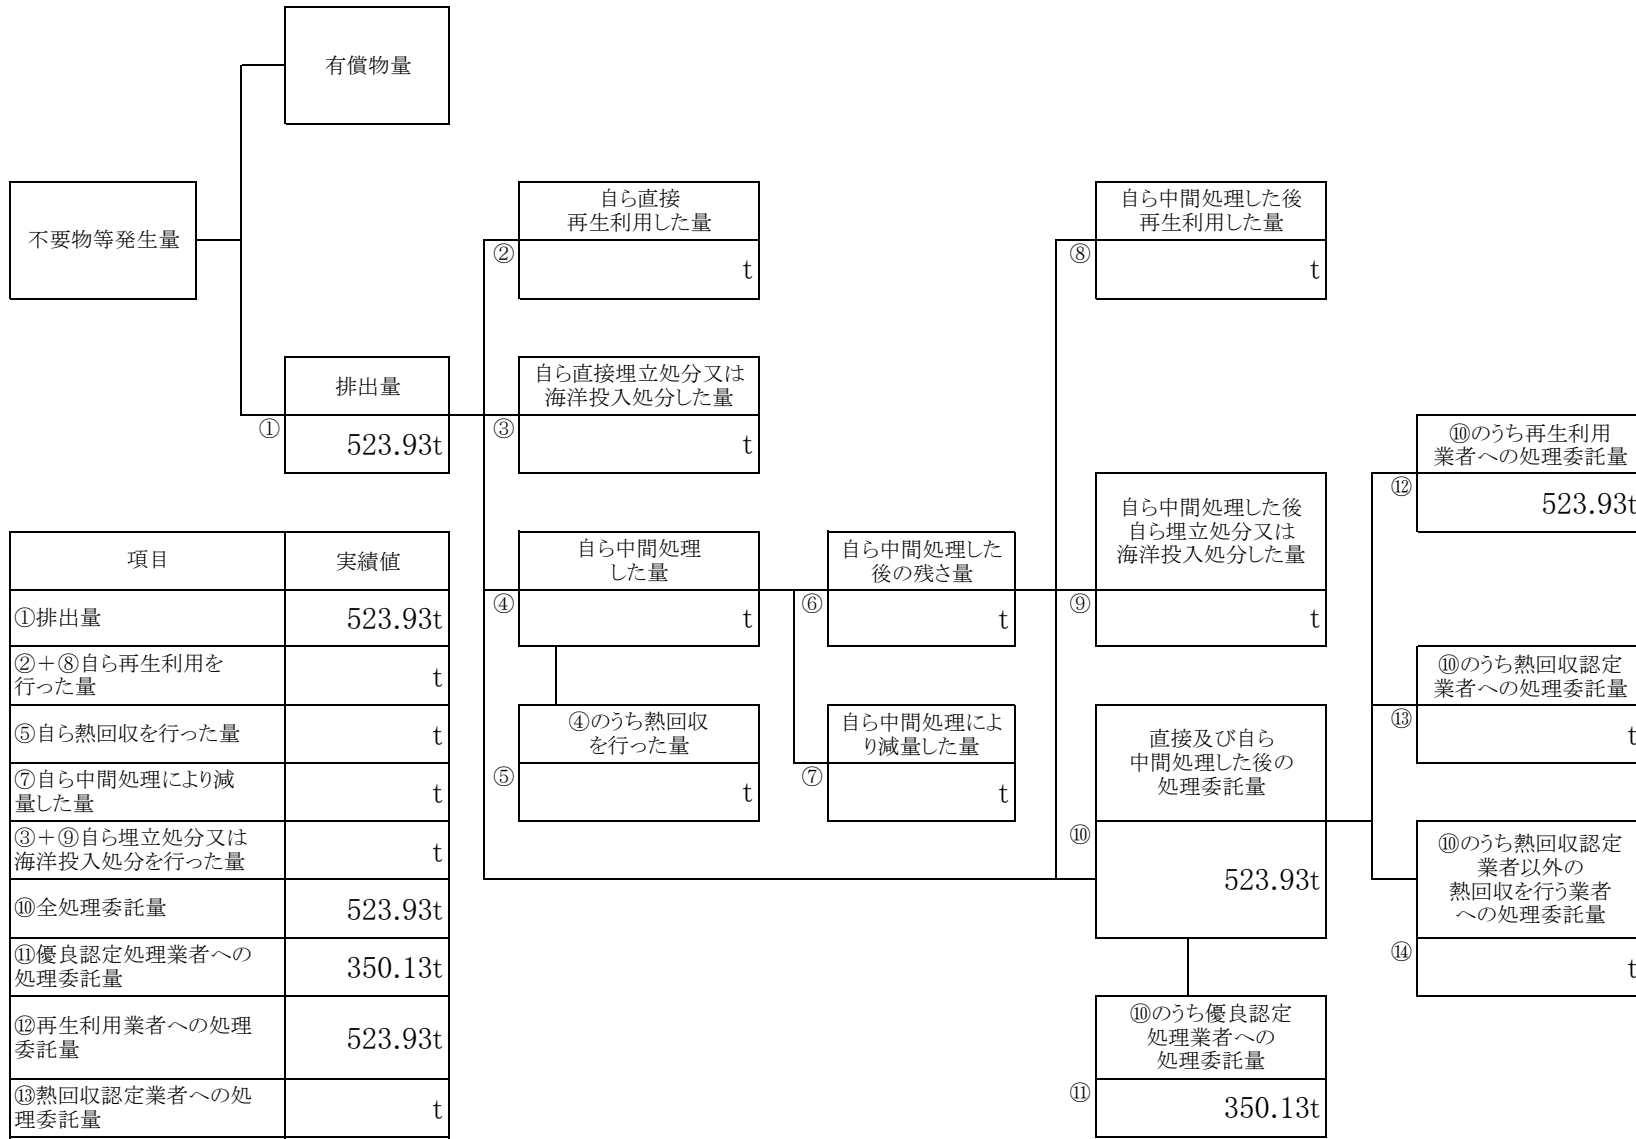 有償物量
不要物等発生量
排出量
①
523.93t
自ら直接
再生利用した量
②
t
自ら直接埋立処分又は
海洋投入処分した量
③
t
自ら中間処理
した量
④
t
④のうち熱回収
を行った量
⑤
t
自ら中間処理した
後の残さ量
⑥
t
自ら中間処理によ
り減量した量
⑦
t
自ら中間処理した後
再生利用した量
⑧
t
自ら中間処理した後
自ら埋立処分又は
海洋投入処分した量
⑨
t
直接及び自ら
中間処理した後の
処理委託量
⑩
523.93t
⑩のうち優良認定
処理業者への
処理委託量
⑪
350.13t
⑩のうち再生利用
業者への処理委託量
⑫
523.93t
⑩のうち熱回収認定
業者への処理委託量
⑬
t
⑩のうち熱回収認定
業者以外の
熱回収を行う業者
への処理委託量
⑭
t
項目 実績値
①排出量 523.93t
②+⑧自ら再生利用を
行った量 t
⑤自ら熱回収を行った量 t
⑦自ら中間処理により減
量した量 t
③+⑨自ら埋立処分又は
海洋投入処分を行った量 t
⑩全処理委託量 523.93t
⑪優良認定処理業者への
処理委託量 350.13t
⑫再生利用業者への処理
委託量 523.93t
⑬熱回収認定業者への処
理委託量 t